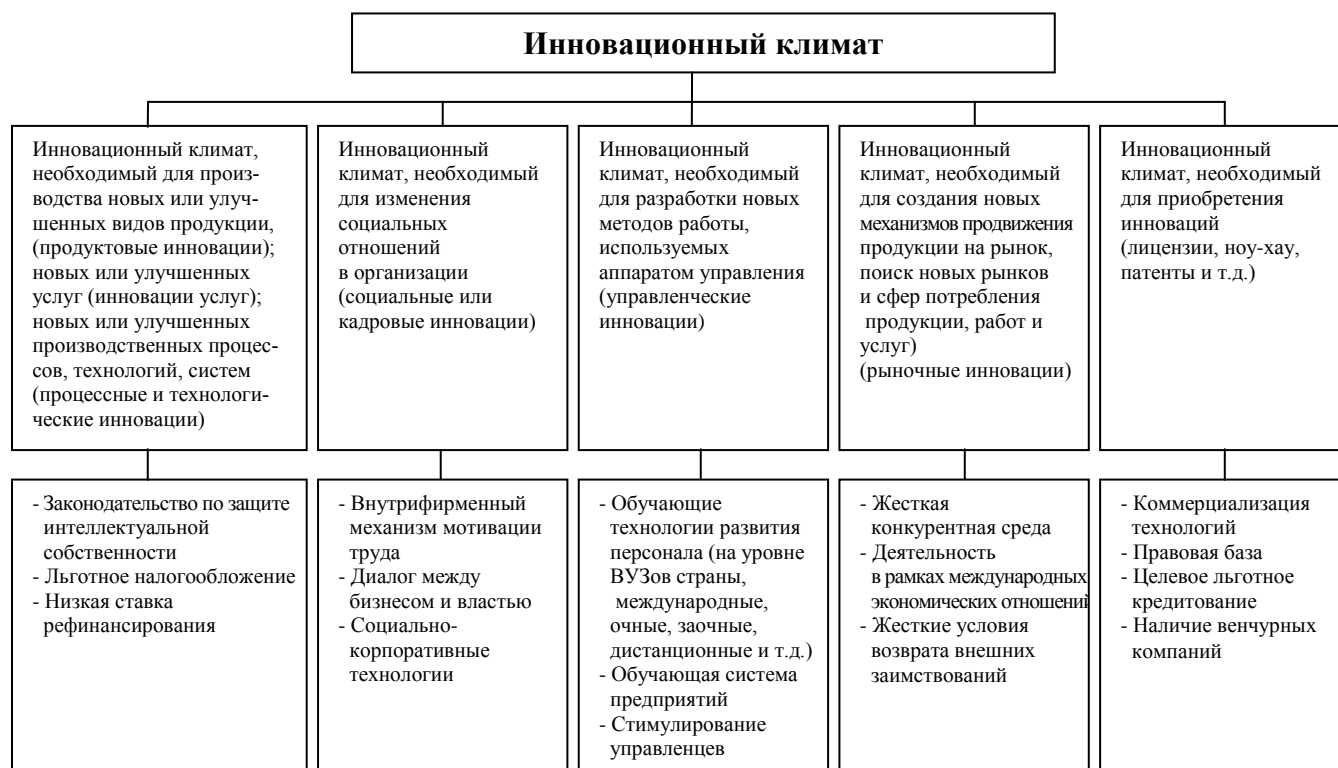 Инновационный климат
Инновационный климат,
необходимый для произ-
водства новых или улуч-
шенных видов продукции,
(продуктовые инновации);
новых или улучшенных
услуг (инновации услуг);
новых или улучшенных
производственных процес-
сов, технологий, систем
(процессные и технологи-
ческие инновации)
Инновационный
климат, необходимый
для изменения
социальных
отношений
в организации
(социальные или
кадровые инновации)
Инновационный
климат, необходимый
для разработки новых
методов работы,
используемых
аппаратом управления
(управленческие
инновации)
Инновационный
климат, необходимый
для создания новых
механизмов продвижения
продукции на рынок,
поиск новых рынков
и сфер потребления
продукции, работ и
услуг)
(рыночные инновации)
Инновационный
климат, необходимый
для приобретения
инноваций
(лицензии, ноу-хау,
патенты и т.д.)
- Законодательство по защите
интеллектуальной
собственности
- Льготное налогообложение
- Низкая ставка
рефинансирования
- Внутрифирменный
механизм мотивации
труда
- Диалог между
бизнесом и властью
- Социально-
корпоративные
технологии
- Обучающие
технологии развития
персонала (на уровне
ВУЗов страны,
международные,
очные, заочные,
дистанционные и т.д.)
- Обучающая система
предприятий
- Стимулирование
управленцев
- Жесткая
конкурентная среда
- Деятельность
в рамках международных
экономических отношений
- Жесткие условия
возврата внешних
заимствований
- Коммерциализация
технологий
- Правовая база
- Целевое льготное
кредитование
- Наличие венчурных
компаний